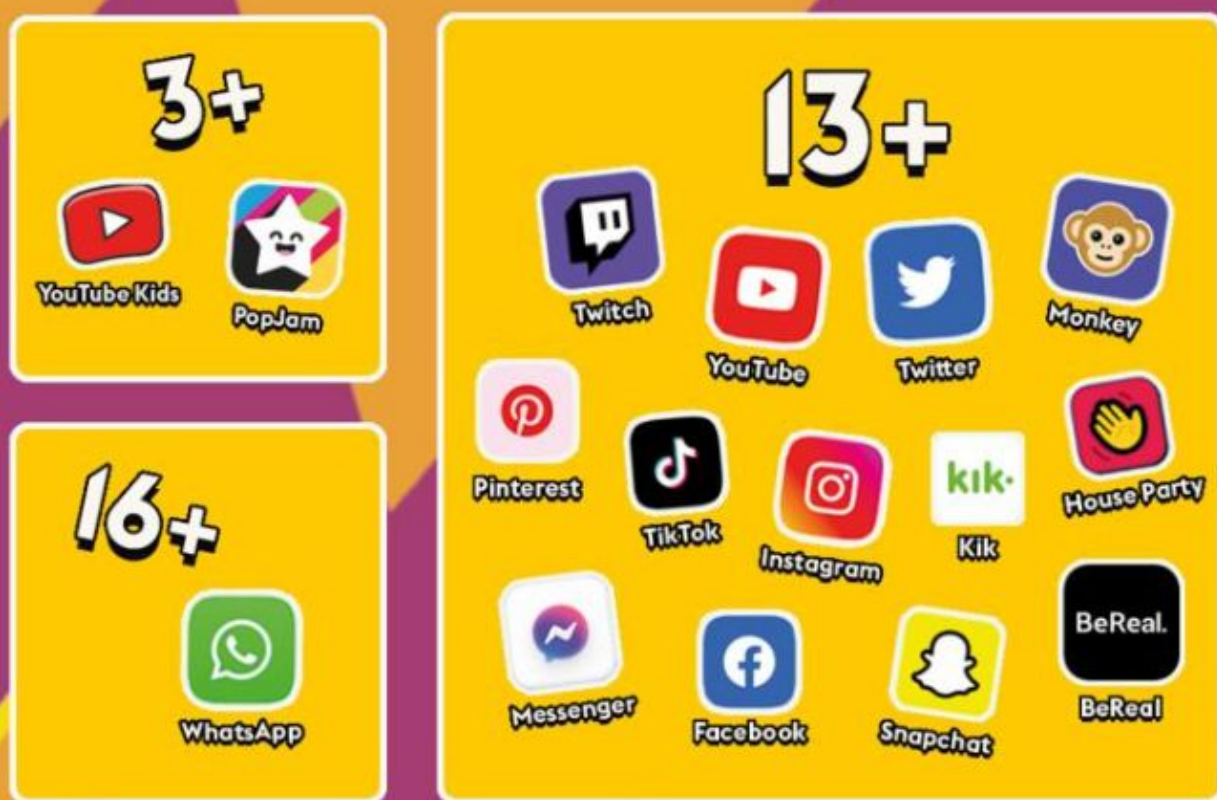 3+
YouTube Kids
PopJam
16+
WhatsApp
13+
Twitch
YouTube
Twitter
Monkey
Pinterest
TikTok
Instagram
kik.
Kik
House Party
Messenger
Facebook
Snapchat
BeReal.
BeReal